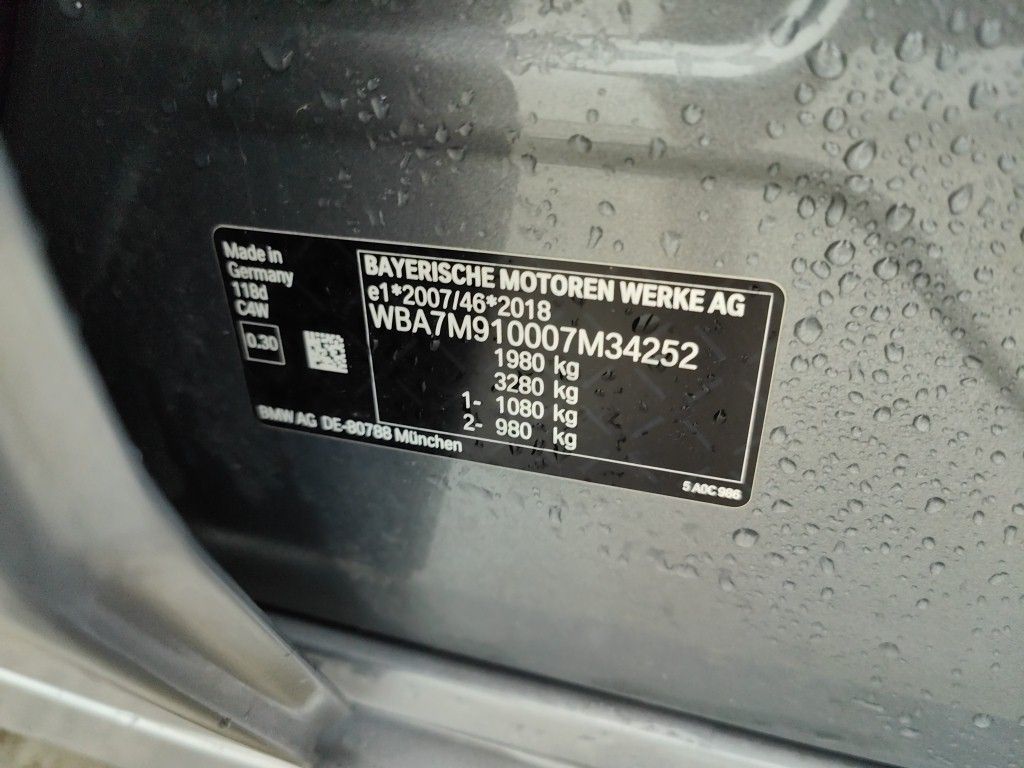 Made in
Germany
118d
C4W
0.30
BAYERISCHE MOTOREN WERKE AG
e1*2007/46*2018
WBA7M910007M34252
1980 kg
3280 kg
1- 1080 kg
2- 980 kg
BMW AG DE-80788 München
5 A0C 986